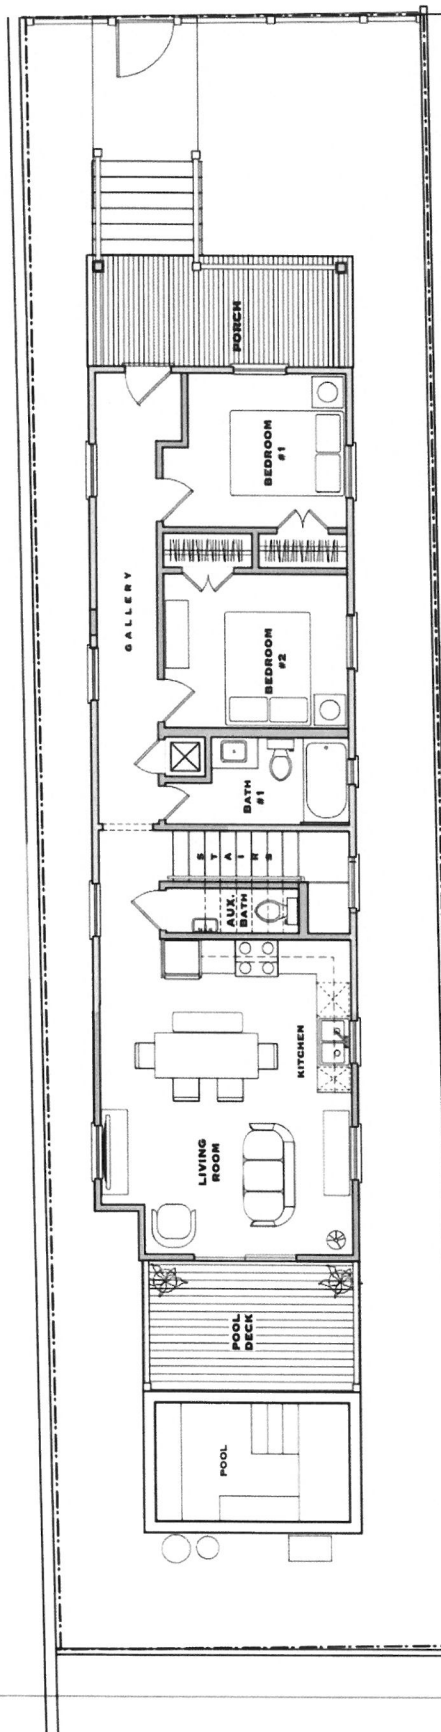 PORCH
BEDROOM
#1
GALLERY
BEDROOM
#2
BATH
#1
STAIRS
AUX.
BATH
KITCHEN
LIVING
ROOM
POOL
DECK
POOL